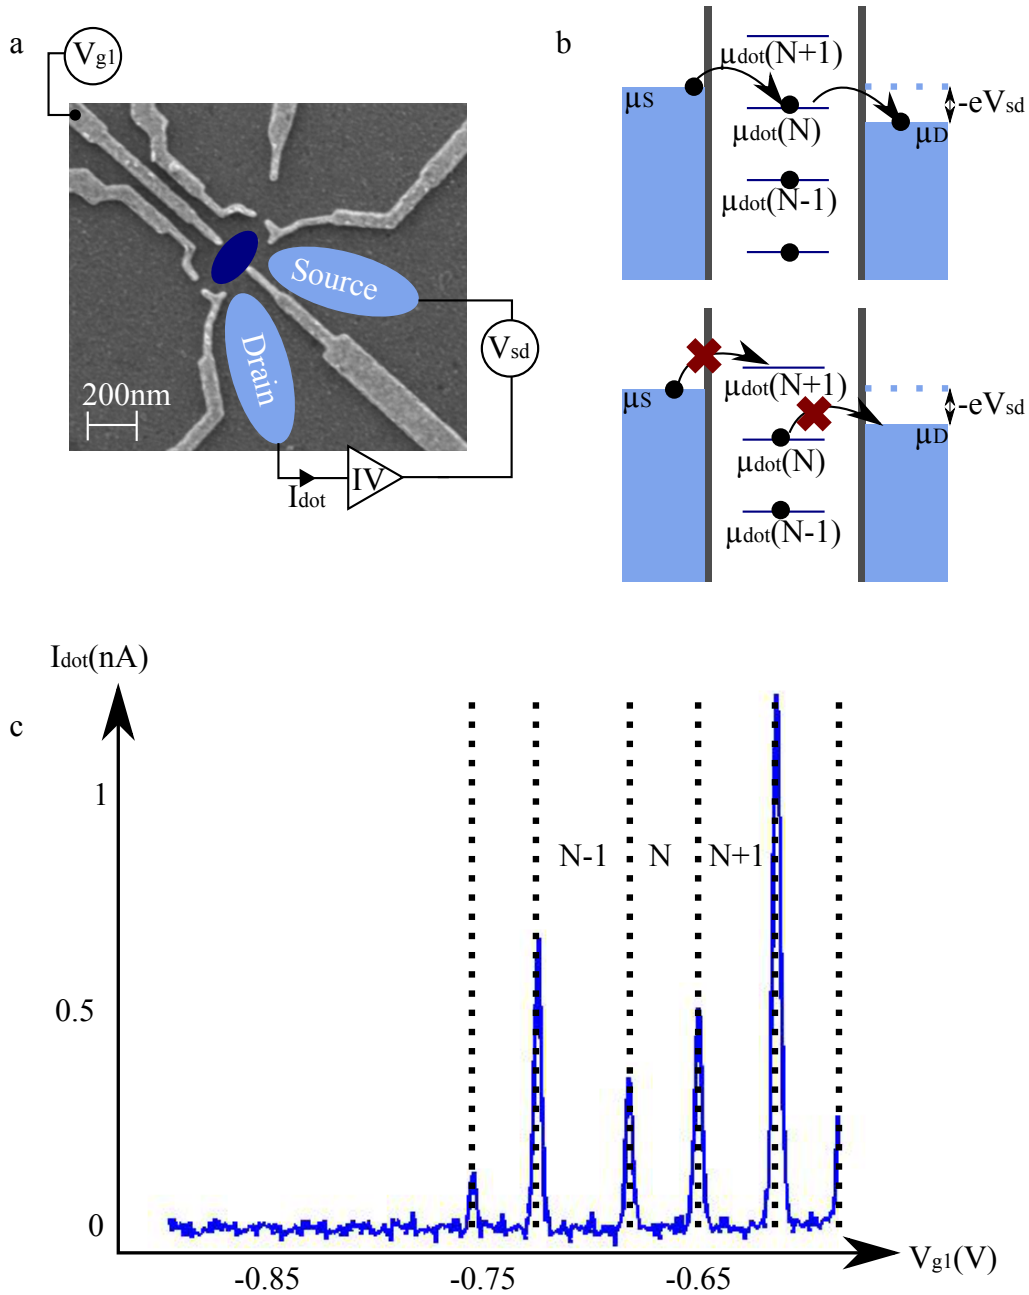 a
Vg1
Source
Drain
Vsd
200nm
Idot
IV
b
μdot(N+1)
μS
μdot(N)
μD
-eVsd
μdot(N-1)
μS
μdot(N+1)
-eVsd
μD
μdot(N)
μdot(N-1)
c
Idot(nA)
1
N-1 N N+1
0.5
0
-0.85 -0.75 -0.65
Vg1(V)